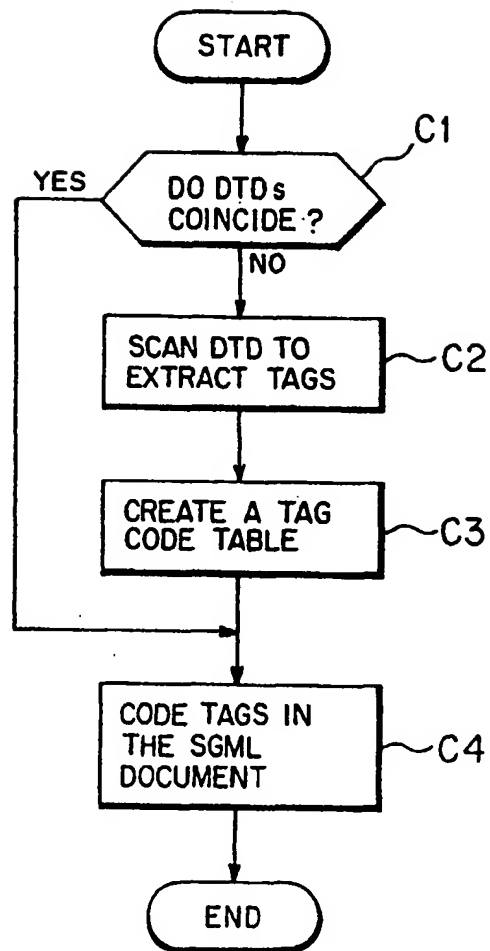 START
C1
YES
DO DTDs
COINCIDE?
NO
SCAN DTD TO
EXTRACT TAGS
C2
CREATE A TAG
CODE TABLE
C3
CODE TAGS IN
THE SGML
DOCUMENT
C4
END